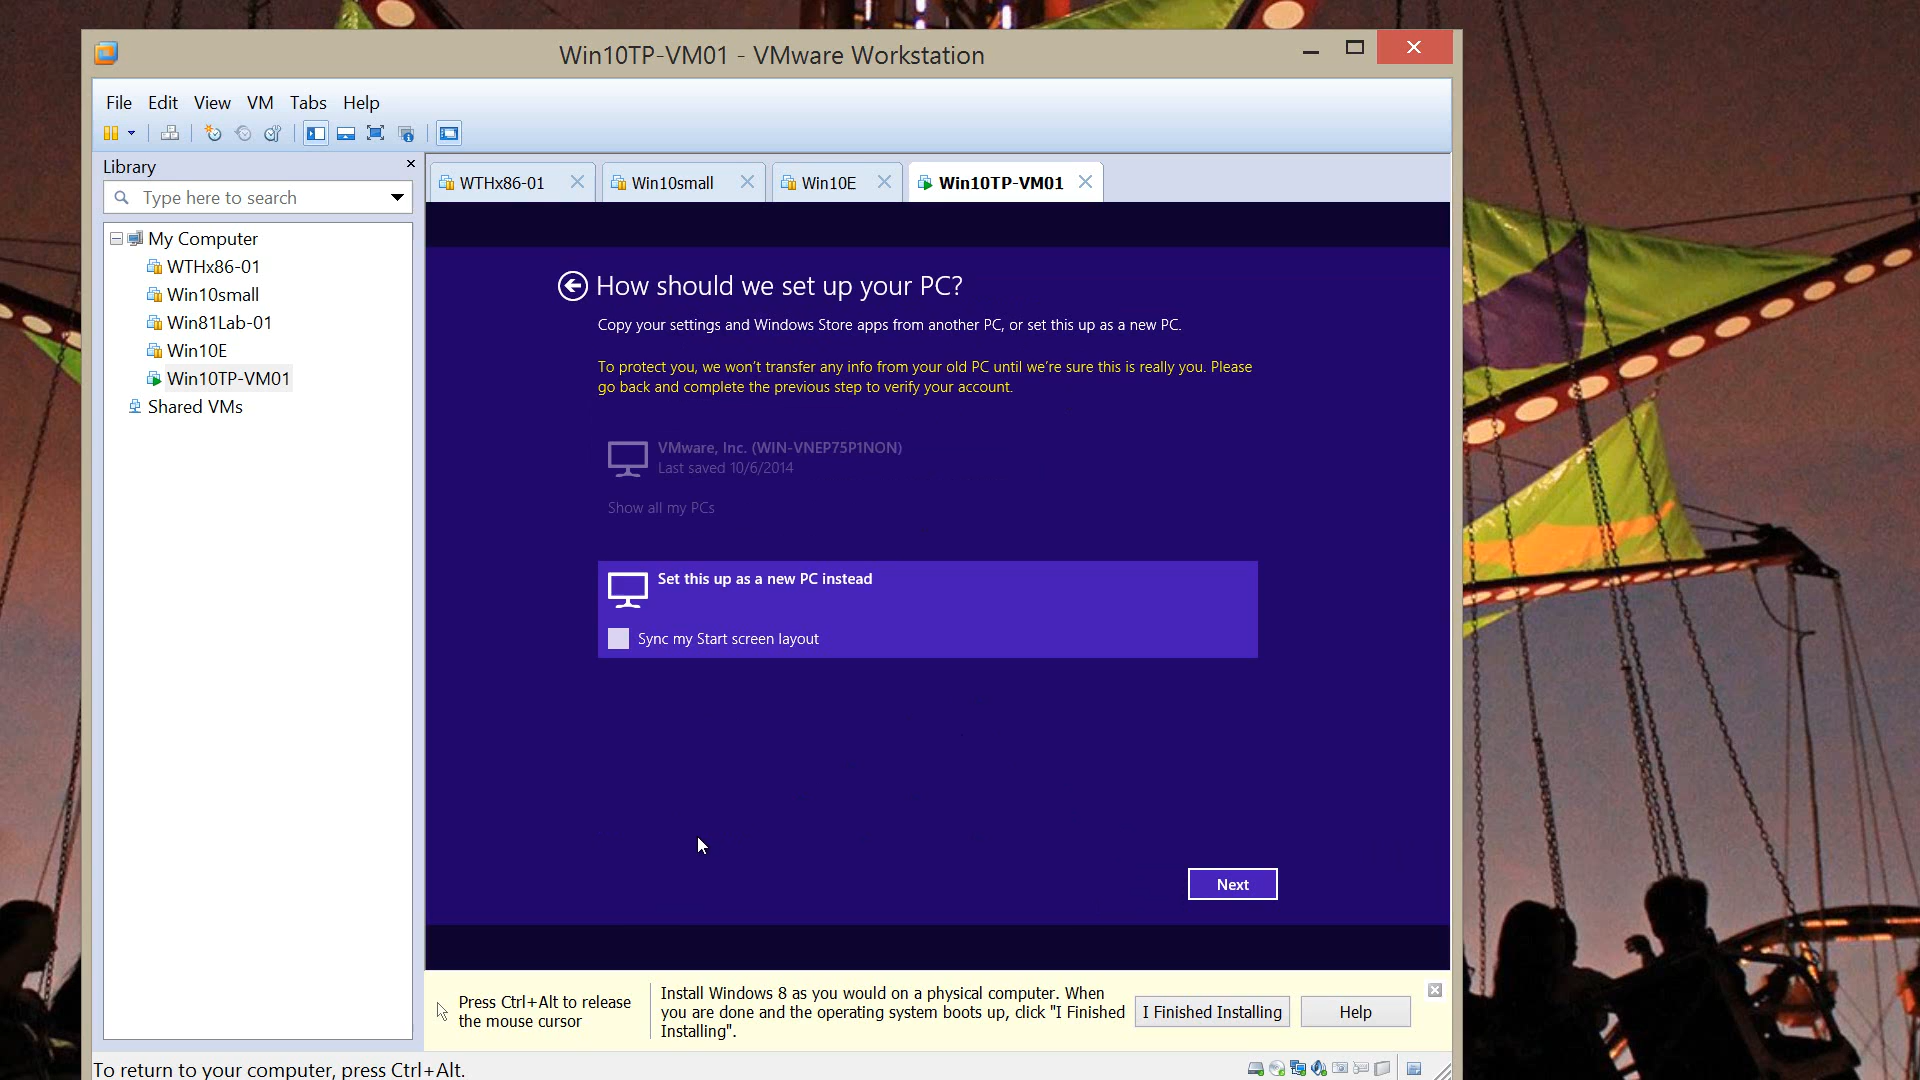 Win10TP-VM01 - VMware Workstation
File Edit View VM Tabs Help
Library
Type here to search
My Computer
WTHx86-01
Win10small
Win81Lab-01
Win10E
Win10TP-VM01
Shared VMs
WTHx86-01 Win10small Win10E Win10TP-VM01
How should we set up your PC?
Copy your settings and Windows Store apps from another PC, or set this up as a new PC.
To protect you, we won't transfer any info from your old PC until we're sure this is really you. Please
go back and complete the previous step to verify your account.
VMware, Inc. (WIN-VNEP75P1NON)
Last saved 10/6/2014
Show all my PCs
Set this up as a new PC instead
Sync my Start screen layout
Next
Press Ctrl+Alt to release
the mouse cursor
Install Windows 8 as you would on a physical computer. When
you are done and the operating system boots up, click "I Finished
Installing".
I Finished Installing
Help
To return to your computer, press Ctrl+Alt.